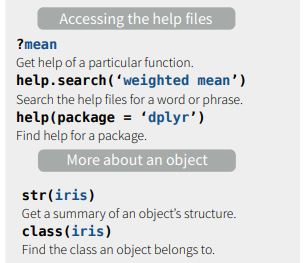 Accessing the help files
?mean
Get help of a particular function.
help.search(‘weighted mean’)
Search the help files for a word or phrase.
help(package = ‘dplyr’)
Find help for a package.
More about an object
str(iris)
Get a summary of an object’s structure.
class(iris)
Find the class an object belongs to.